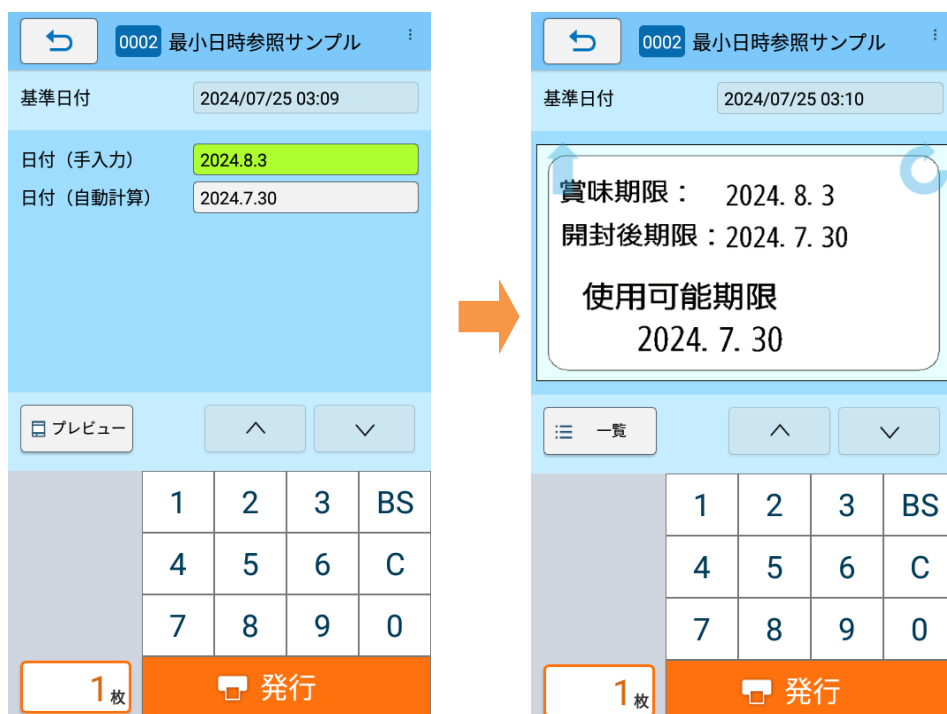 0002 最小日時参照サンプル
基準日付 2024/07/25 03:09
日付（手入力） 2024.8.3
日付（自動計算） 2024.7.30
プレビュー
1 2 3 BS
4 5 6 C
7 8 9 0
1枚 発行
0002 最小日時参照サンプル
基準日付 2024/07/25 03:10
賞味期限： 2024. 8. 3
開封後期限：2024. 7. 30
使用可能期限
2024. 7. 30
一覧
1 2 3 BS
4 5 6 C
7 8 9 0
1枚 発行